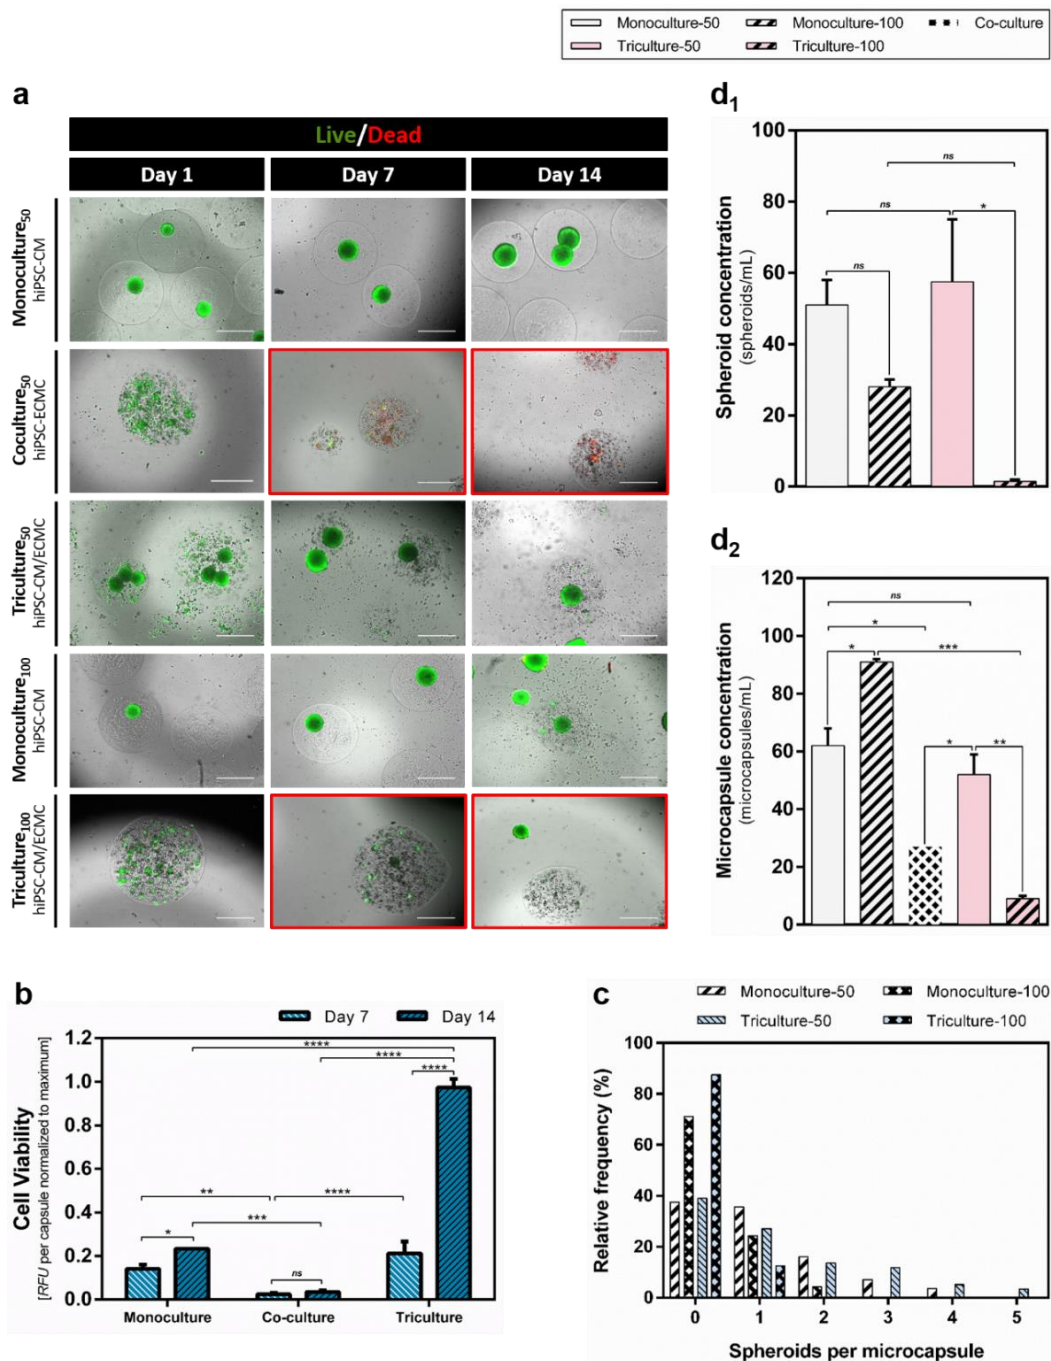 Monoculture-50 Monoculture-100 Co-culture
Triculture-50 Triculture-100
a
Live/Dead
Day 1 Day 7 Day 14
Monoculture50
hiPSC-CM
Coculture50
hiPSC-ECMC
Triculture50
hiPSC-CM/ECMC
Monoculture100
hiPSC-CM
Triculture100
hiPSC-CM/ECMC
d1
Spheroid concentration
(spheroids/mL)
100
80
60
40
20
0
ns
ns *
ns
d2
Microcapsule concentration
(microcapsules/mL)
120
100
80
60
40
20
0
ns
*
* ***
* **
b
Day 7 Day 14
Cell Viability
[RFU per capsule normalized to maximum]
1.2
1.0
0.8
0.6
0.4
0.2
0.0
****
****
****
** ****
* ***
ns
Monoculture Co-culture Triculture
c
Monoculture-50 Monoculture-100
Triculture-50 Triculture-100
Relative frequency (%)
100
80
60
40
20
0
0 1 2 3 4 5
Spheroids per microcapsule